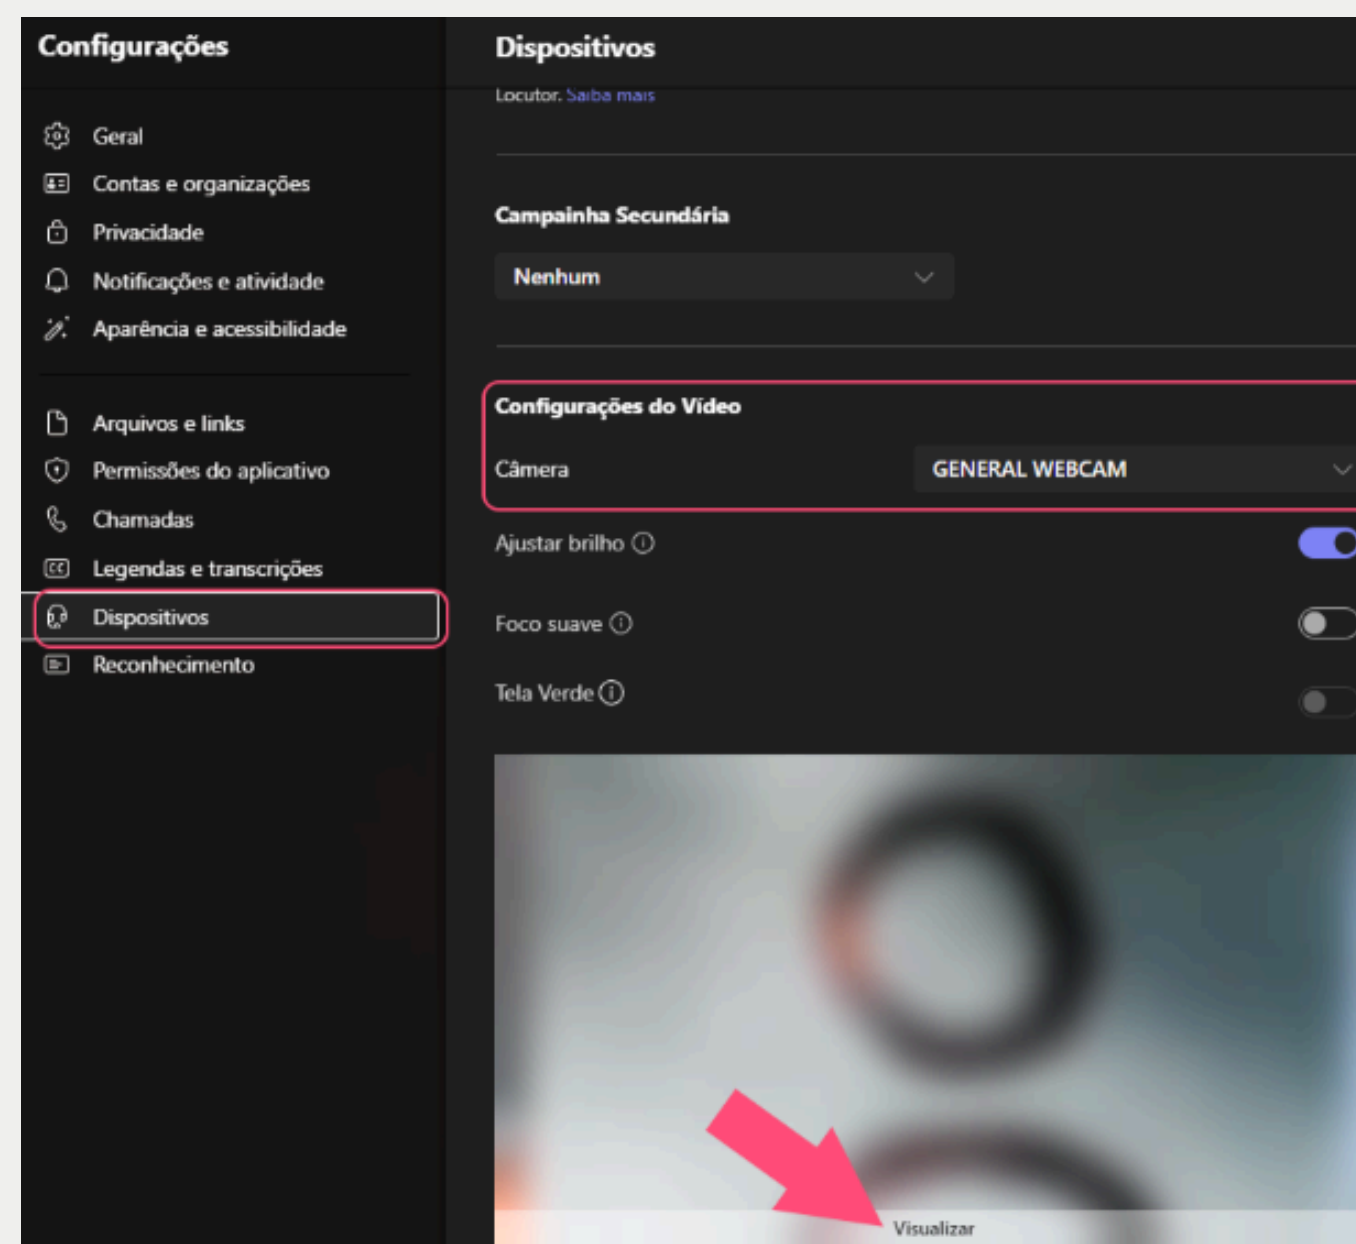 Configurações
Geral
Contas e organizações
Privacidade
Notificações e atividade
Aparência e acessibilidade
Arquivos e links
Permissões do aplicativo
Chamadas
Legendas e transcrições
Dispositivos
Reconhecimento
Dispositivos
Locutor. Saiba mais
Campainha Secundária
Nenhum
Configurações do Vídeo
Câmera GENERAL WEBCAM
Ajustar brilho
Foco suave
Tela Verde
Visualizar